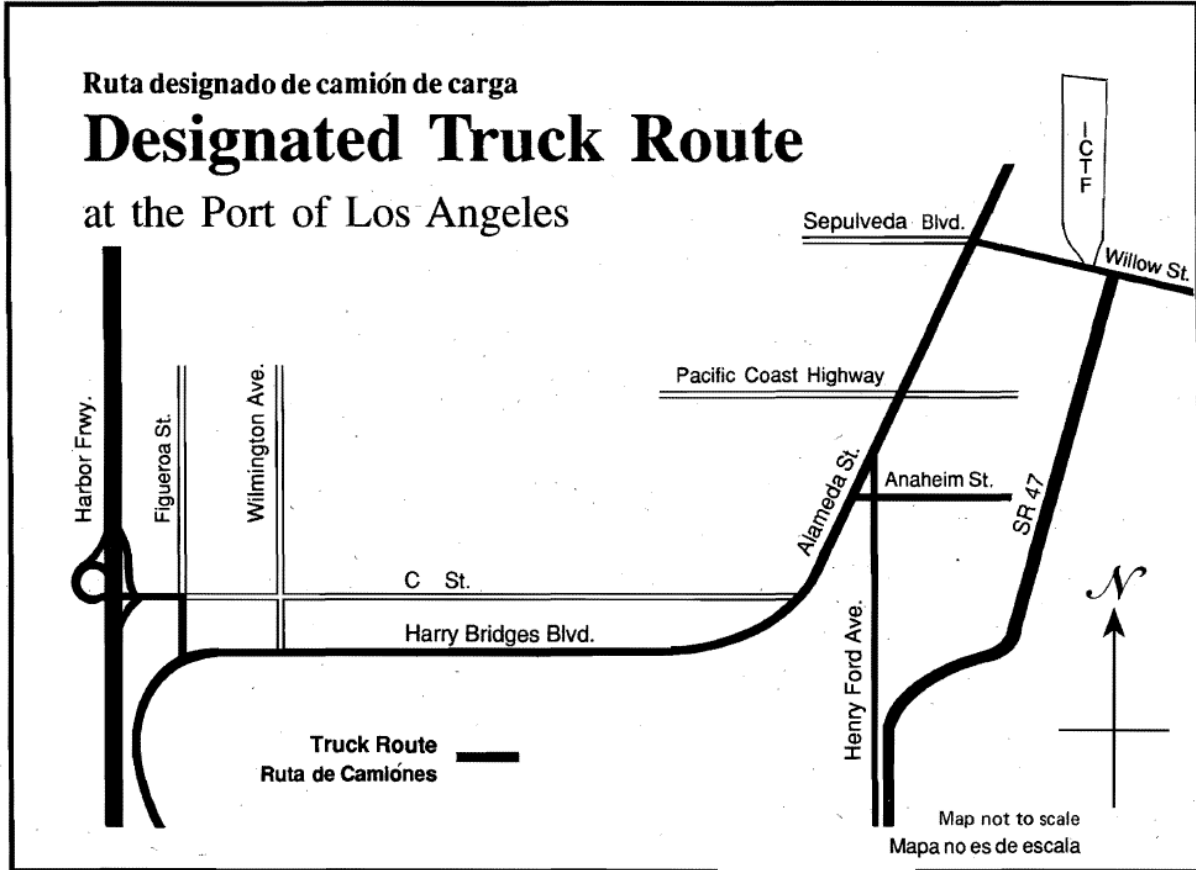 Ruta designado de camión de carga
Designated Truck Route
at the Port of Los Angeles
ICTF
Sepulveda Blvd.
Willow St.
Pacific Coast Highway
Harbor Frwy.
Figueroa St.
Wilmington Ave.
Alameda St.
Anaheim St.
SR 47
C St.
Harry Bridges Blvd.
Henry Ford Ave.
N
Truck Route
Ruta de Camiónes
Map not to scale
Mapa no es de escala